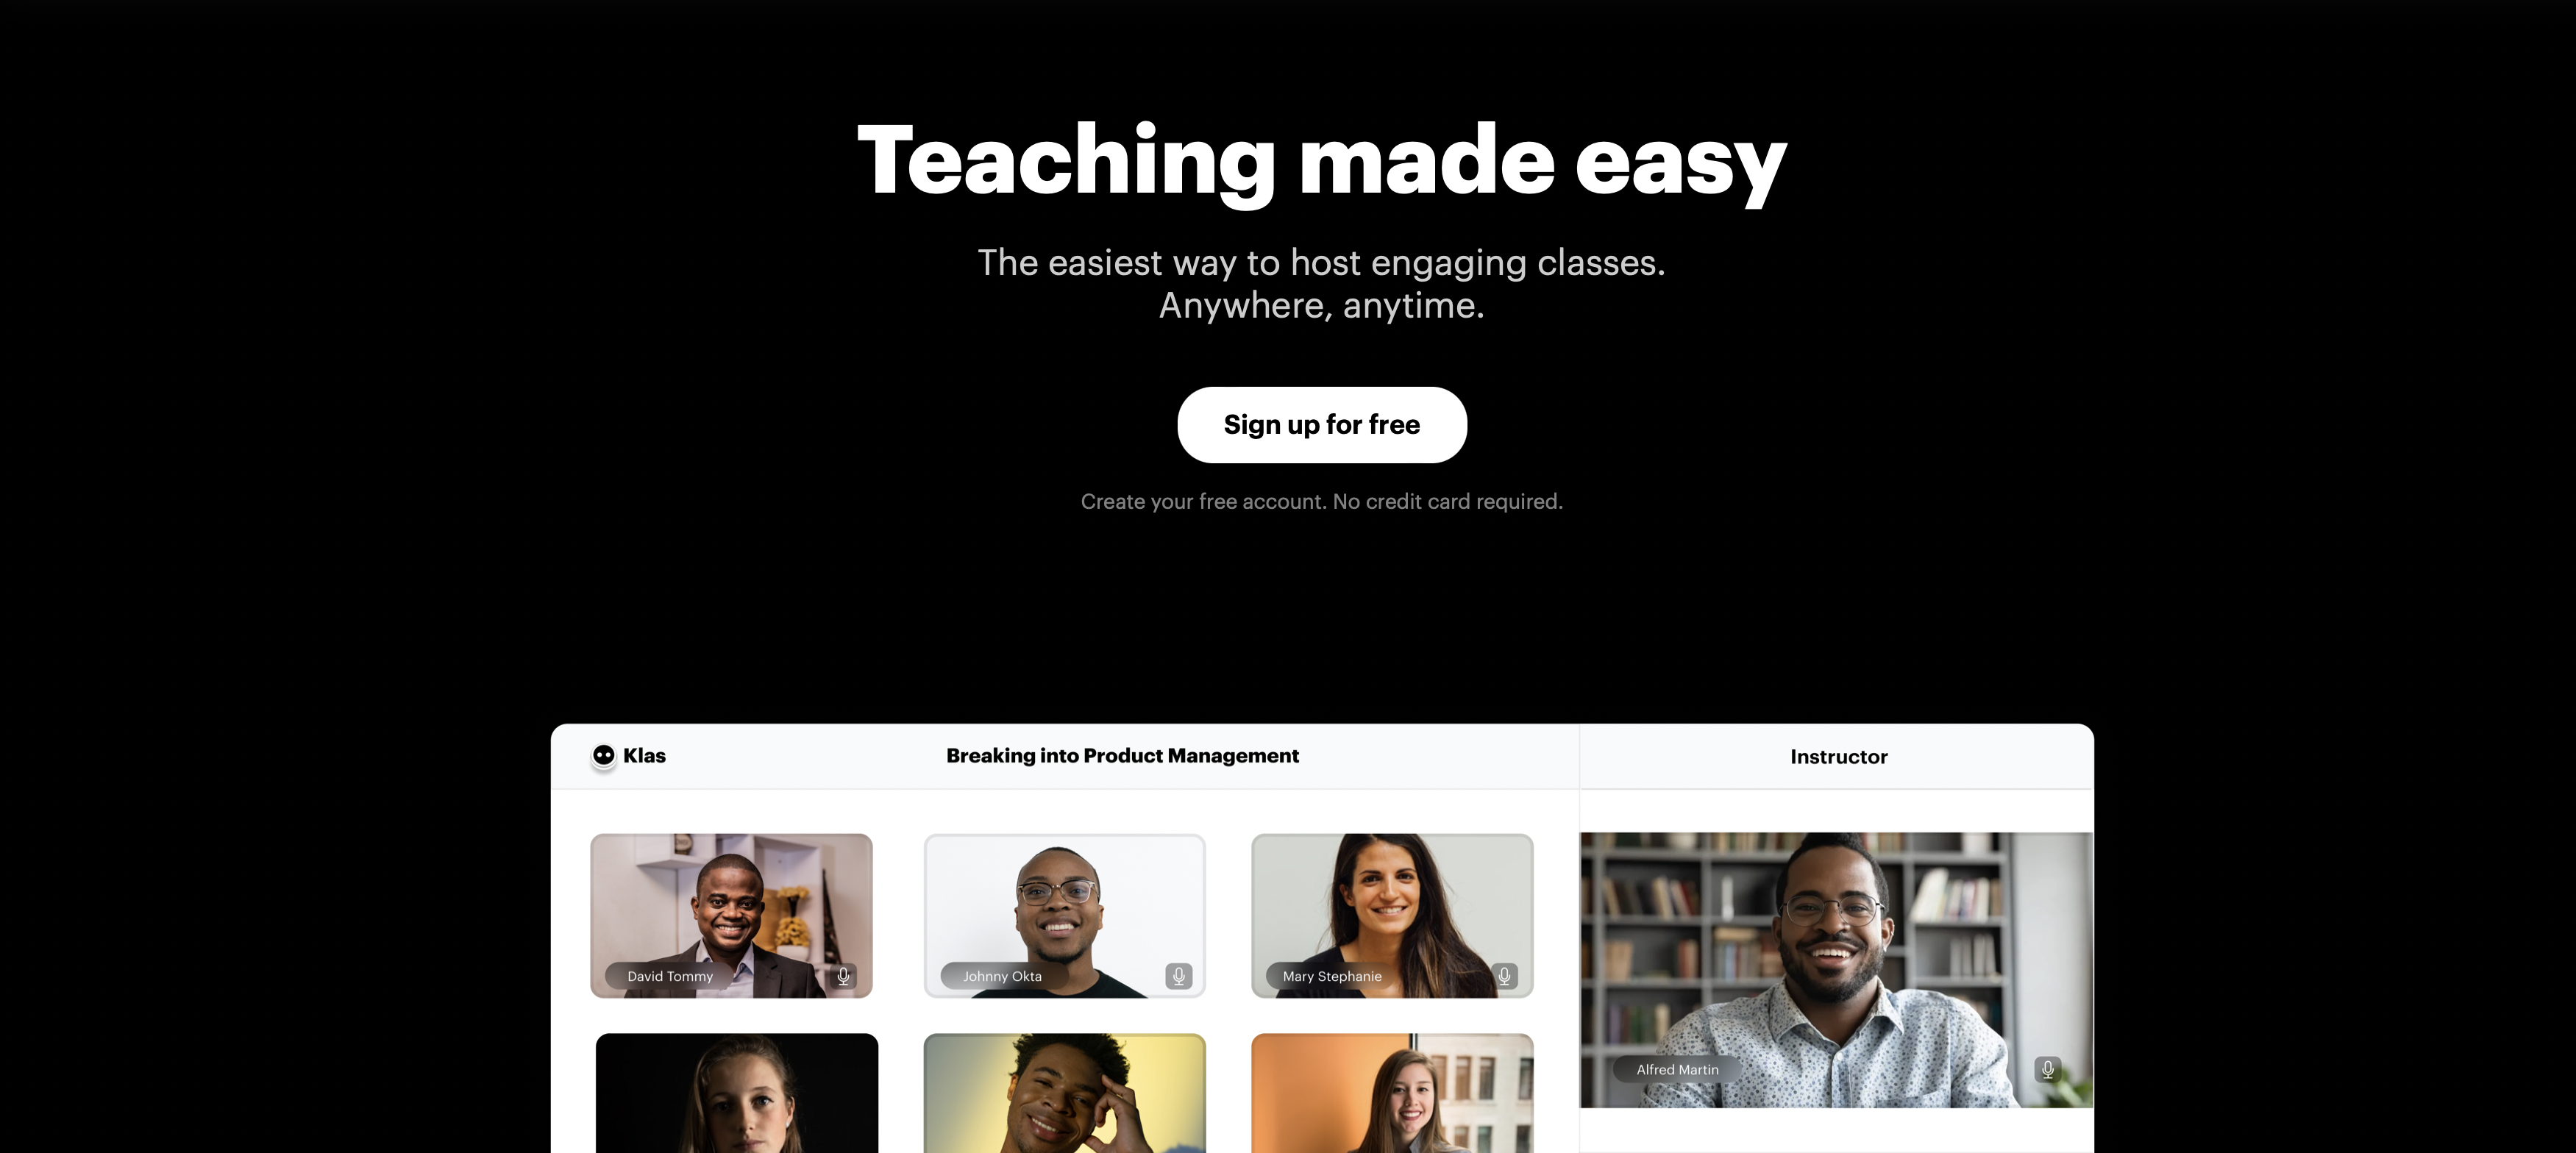 Teaching made easy
The easiest way to host engaging classes.
Anywhere, anytime.
Sign up for free
Create your free account. No credit card required.
Klas
Breaking into Product Management
Instructor
David Tommy
Johnny Okta
Mary Stephanie
Alfred Martin